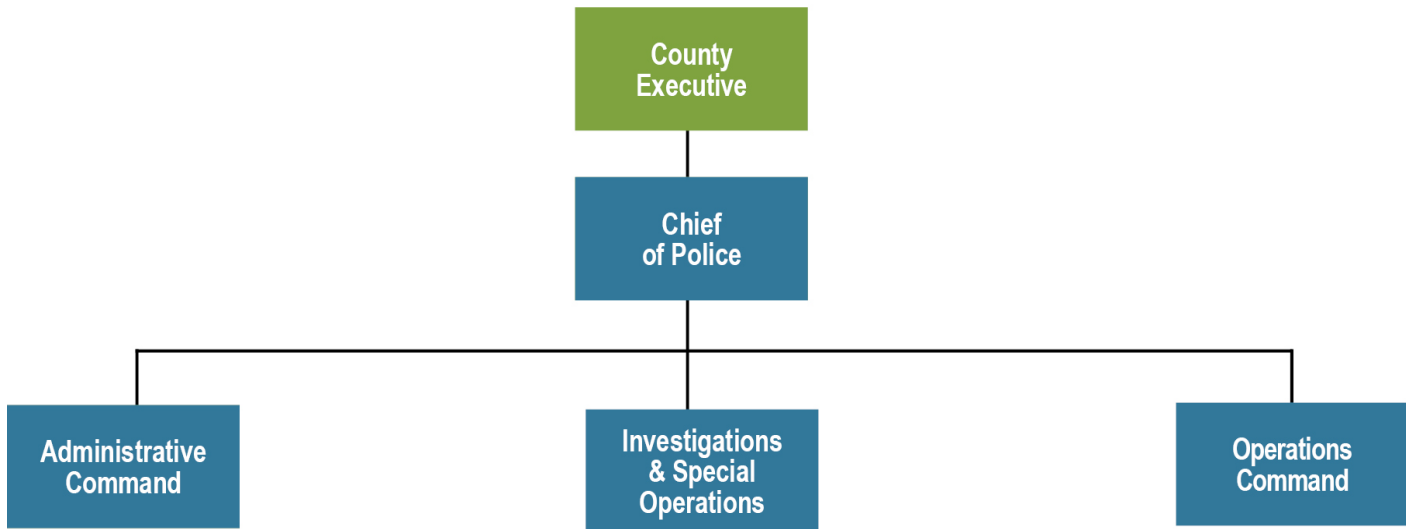 County
Executive
Chief
of Police
Administrative
Command
Investigations
& Special
Operations
Operations
Command